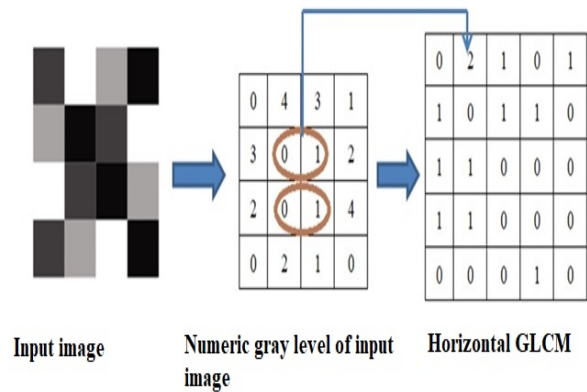 0 4 3 1
3 0 1 2
2 0 1 4
0 2 1 0
0 2 1 0 1
1 0 1 1 0
1 1 0 0 0
1 1 0 0 0
0 0 0 1 0
Input image
Numeric gray level of input
image
Horizontal GLCM